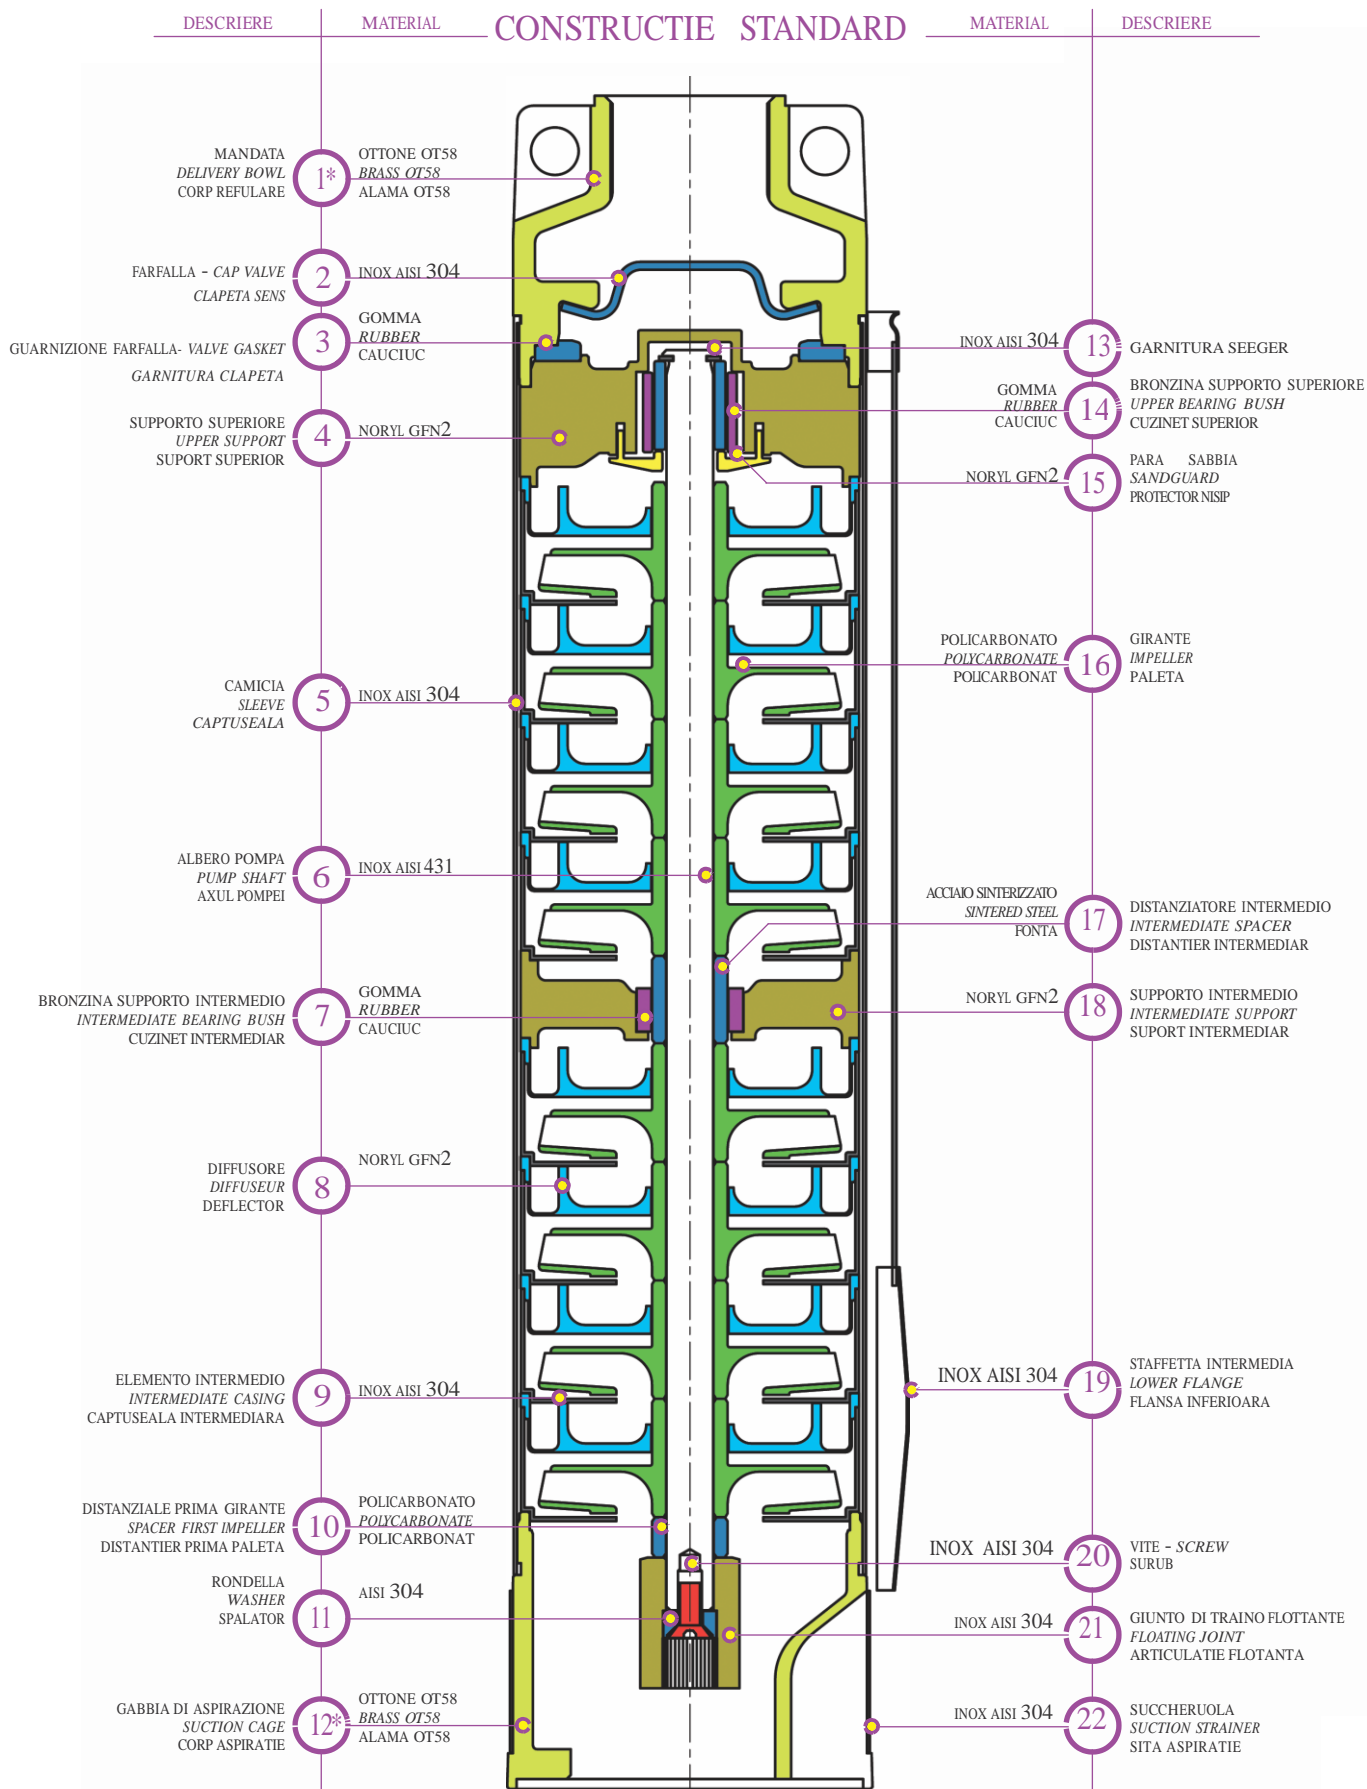 DESCRIERE
MATERIAL
CONSTRUCTIE STANDARD
MATERIAL
DESCRIERE
MANDATA
DELIVERY BOWL
CORP REFULARE
1*
OTTONE OT58
BRASS OT58
ALAMA OT58
FARFALLA - CAP VALVE
CLAPETA SENS
2
INOX AISI 304
GUARNIZIONE FARFALLA- VALVE GASKET
GARNITURA CLAPETA
3
GOMMA
RUBBER
CAUCIUC
SUPPORTO SUPERIORE
UPPER SUPPORT
SUPORT SUPERIOR
4
NORYL GFN2
CAMICIA
SLEEVE
CAPTUSEALA
5
INOX AISI 304
ALBERO POMPA
PUMP SHAFT
AXUL POMPEI
6
INOX AISI 431
BRONZINA SUPPORTO INTERMEDIO
INTERMEDIATE BEARING BUSH
CUZINET INTERMEDIAR
7
GOMMA
RUBBER
CAUCIUC
DIFFUSORE
DIFFUSEUR
DEFLECTOR
8
NORYL GFN2
ELEMENTO INTERMEDIO
INTERMEDIATE CASING
CAPTUSEALA INTERMEDIARA
9
INOX AISI 304
DISTANZIALE PRIMA GIRANTE
SPACER FIRST IMPELLER
DISTANTIER PRIMA PALETA
10
POLICARBONATO
POLYCARBONATE
POLICARBONAT
RONDELLA
WASHER
SPALATOR
11
AISI 304
GABBIA DI ASPIRAZIONE
SUCTION CAGE
CORP ASPIRATIE
12*
OTTONE OT58
BRASS OT58
ALAMA OT58
INOX AISI 304
13
GARNITURA SEEGER
GOMMA
RUBBER
CAUCIUC
14
BRONZINA SUPPORTO SUPERIORE
UPPER BEARING BUSH
CUZINET SUPERIOR
NORYL GFN2
15
PARA SABBIA
SANDGUARD
PROTECTOR NISIP
POLICARBONATO
POLYCARBONATE
POLICARBONAT
16
GIRANTE
IMPELLER
PALETA
ACCIAIO SINTERIZZATO
SINTERED STEEL
FONTA
17
DISTANZIATORE INTERMEDIO
INTERMEDIATE SPACER
DISTANTIER INTERMEDIAR
NORYL GFN2
18
SUPPORTO INTERMEDIO
INTERMEDIATE SUPPORT
SUPORT INTERMEDIAR
INOX AISI 304
19
STAFFETTA INTERMEDIA
LOWER FLANGE
FLANSA INFERIOARA
INOX AISI 304
20
VITE - SCREW
SURUB
INOX AISI 304
21
GIUNTO DI TRAINO FLOTTANTE
FLOATING JOINT
ARTICULATIE FLOTANTA
INOX AISI 304
22
SUCCHERUOLA
SUCTION STRAINER
SITA ASPIRATIE